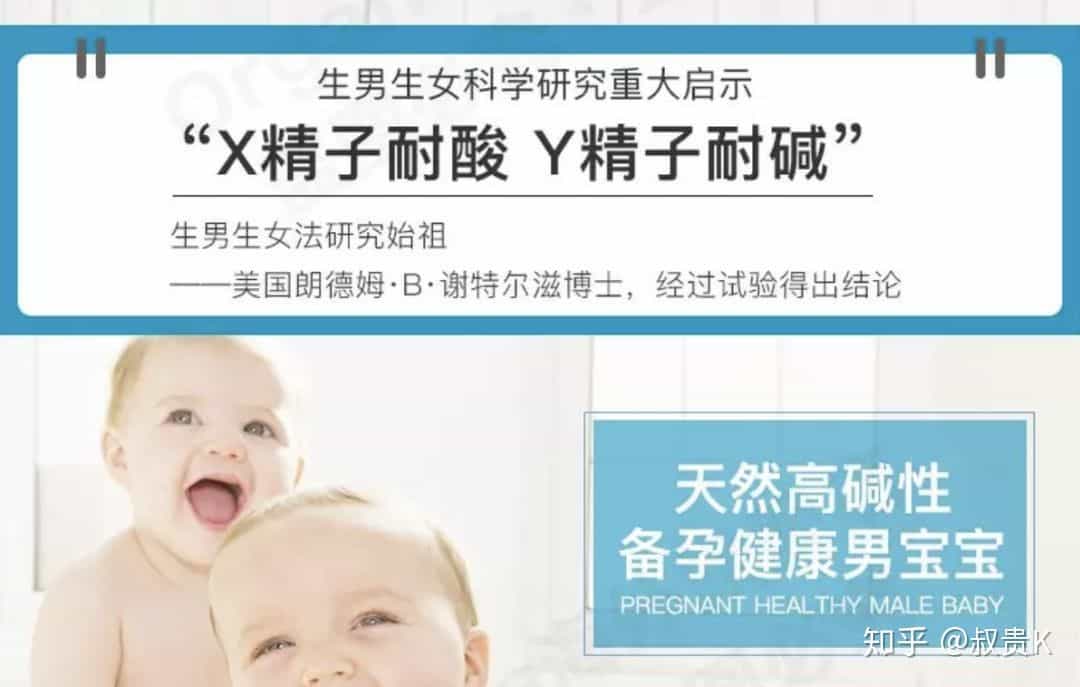 生男生女科学研究重大启示
“X精子耐酸 Y精子耐碱”
生男生女法研究始祖
——美国朗德姆·B·谢特尔滋博士，经过试验得出结论
天然高碱性
备孕健康男宝宝
PREGNANT HEALTHY MALE BABY
知乎 @叔贵K